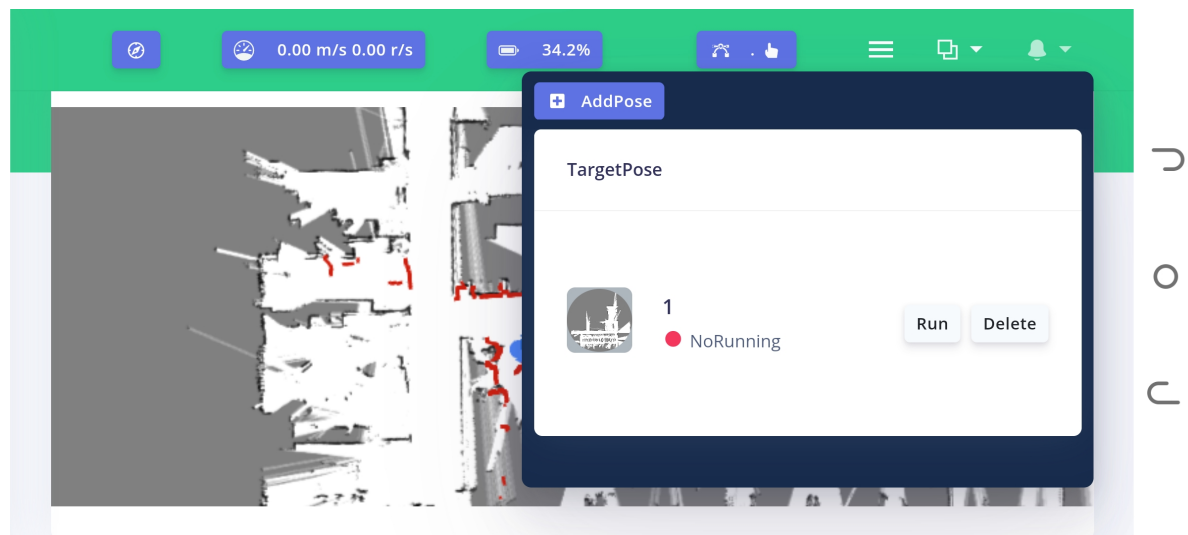 0.00 m/s 0.00 r/s
34.2%
.
AddPose
TargetPose
1
NoRunning
Run
Delete